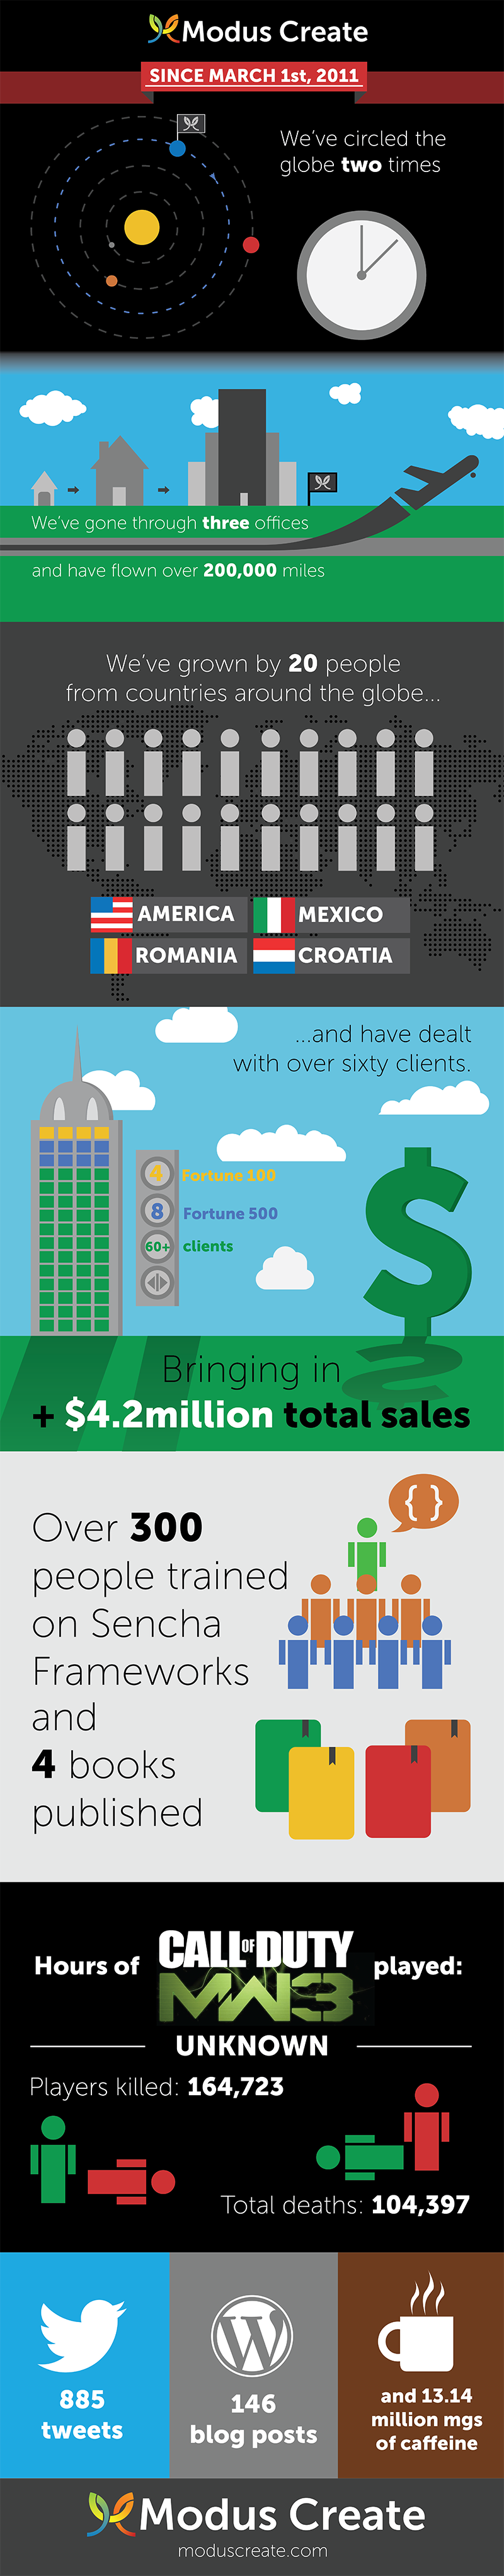 Modus Create
SINCE MARCH 1st, 2011
We've circled the
globe two times
We've gone through three offices
and have flown over 200,000 miles
We've grown by 20 people
from countries around the globe...
AMERICA
MEXICO
ROMANIA
CROATIA
...and have dealt
with over sixty clients.
4 Fortune 100
8 Fortune 500
60+ clients
Bringing in
+ $4.2million total sales
{ }
Over 300
people trained
on Sencha
Frameworks
and
4 books
published
Hours of CALL OF DUTY MW3 played:
UNKNOWN
Players killed: 164,723
Total deaths: 104,397
885
tweets
146
blog posts
and 13.14
million mgs
of caffeine
Modus Create
moduscreate.com